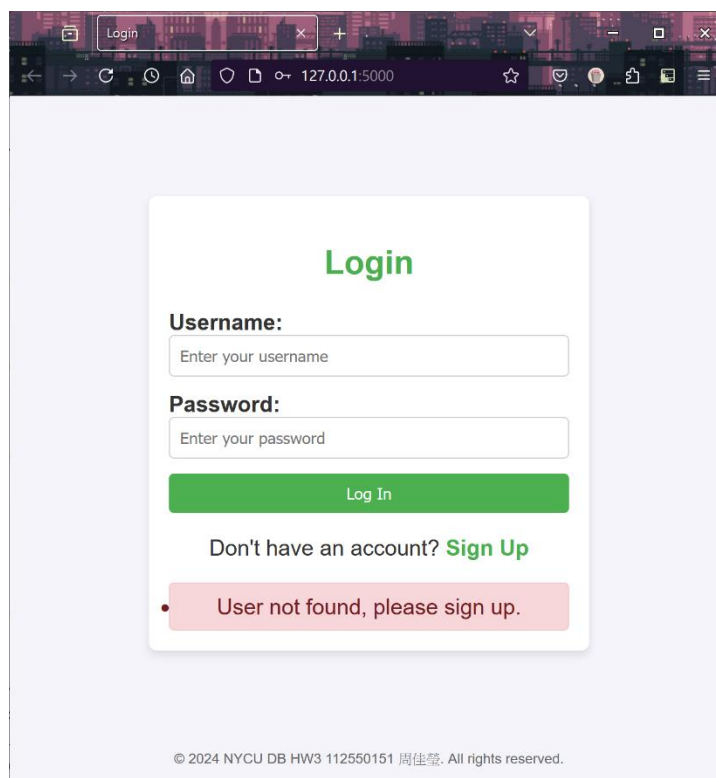 Login
127.0.0.1:5000
Login
Username:
Enter your username
Password:
Enter your password
Log In
Don't have an account? Sign Up
User not found, please sign up.
© 2024 NYCU DB HW3 112550151 周佳瑩. All rights reserved.